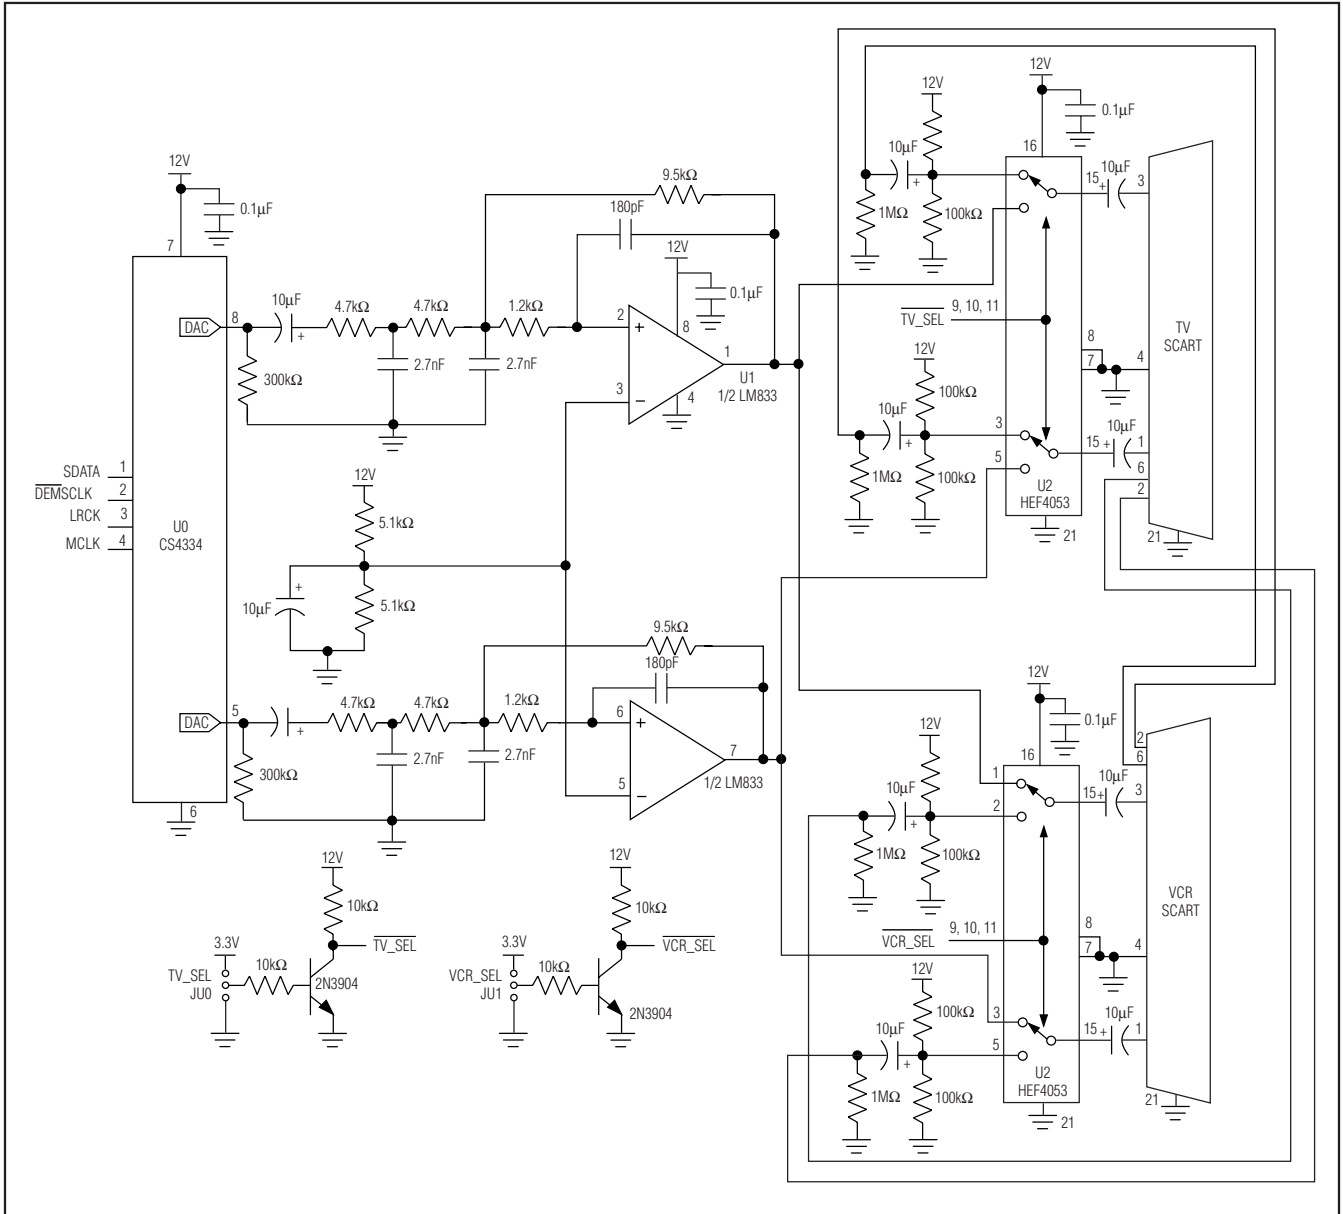 12V
0.1µF
7
DAC
8
10µF
+
4.7kΩ
4.7kΩ
1.2kΩ
9.5kΩ
180pF
12V
0.1µF
2
+
8
1
3
−
4
U1
1/2 LM833
300kΩ
2.7nF
2.7nF
SDATA
1
DEMSCLK
2
LRCK
3
MCLK
4
U0
CS4334
12V
5.1kΩ
+
10µF
5.1kΩ
DAC
5
+
4.7kΩ
4.7kΩ
1.2kΩ
9.5kΩ
180pF
6
+
7
5
−
1/2 LM833
300kΩ
2.7nF
2.7nF
6
12V
10kΩ
TV_SEL
3.3V
TV_SEL
JU0
10kΩ
2N3904
12V
10kΩ
VCR_SEL
3.3V
VCR_SEL
JU1
10kΩ
2N3904
12V
0.1µF
16
12V
10µF
+
1MΩ
100kΩ
15
+
10µF
3
TV_SEL
9, 10, 11
TV
SCART
8
7
4
12V
100kΩ
10µF
+
3
1MΩ
100kΩ
5
15
+
10µF
1
6
2
U2
HEF4053
21
21
12V
0.1µF
16
12V
10µF
+
1
2
1MΩ
100kΩ
15
+
10µF
2
6
3
VCR_SEL
9, 10, 11
VCR
SCART
8
7
4
12V
100kΩ
10µF
+
3
5
1MΩ
100kΩ
15
+
10µF
1
U2
HEF4053
21
21